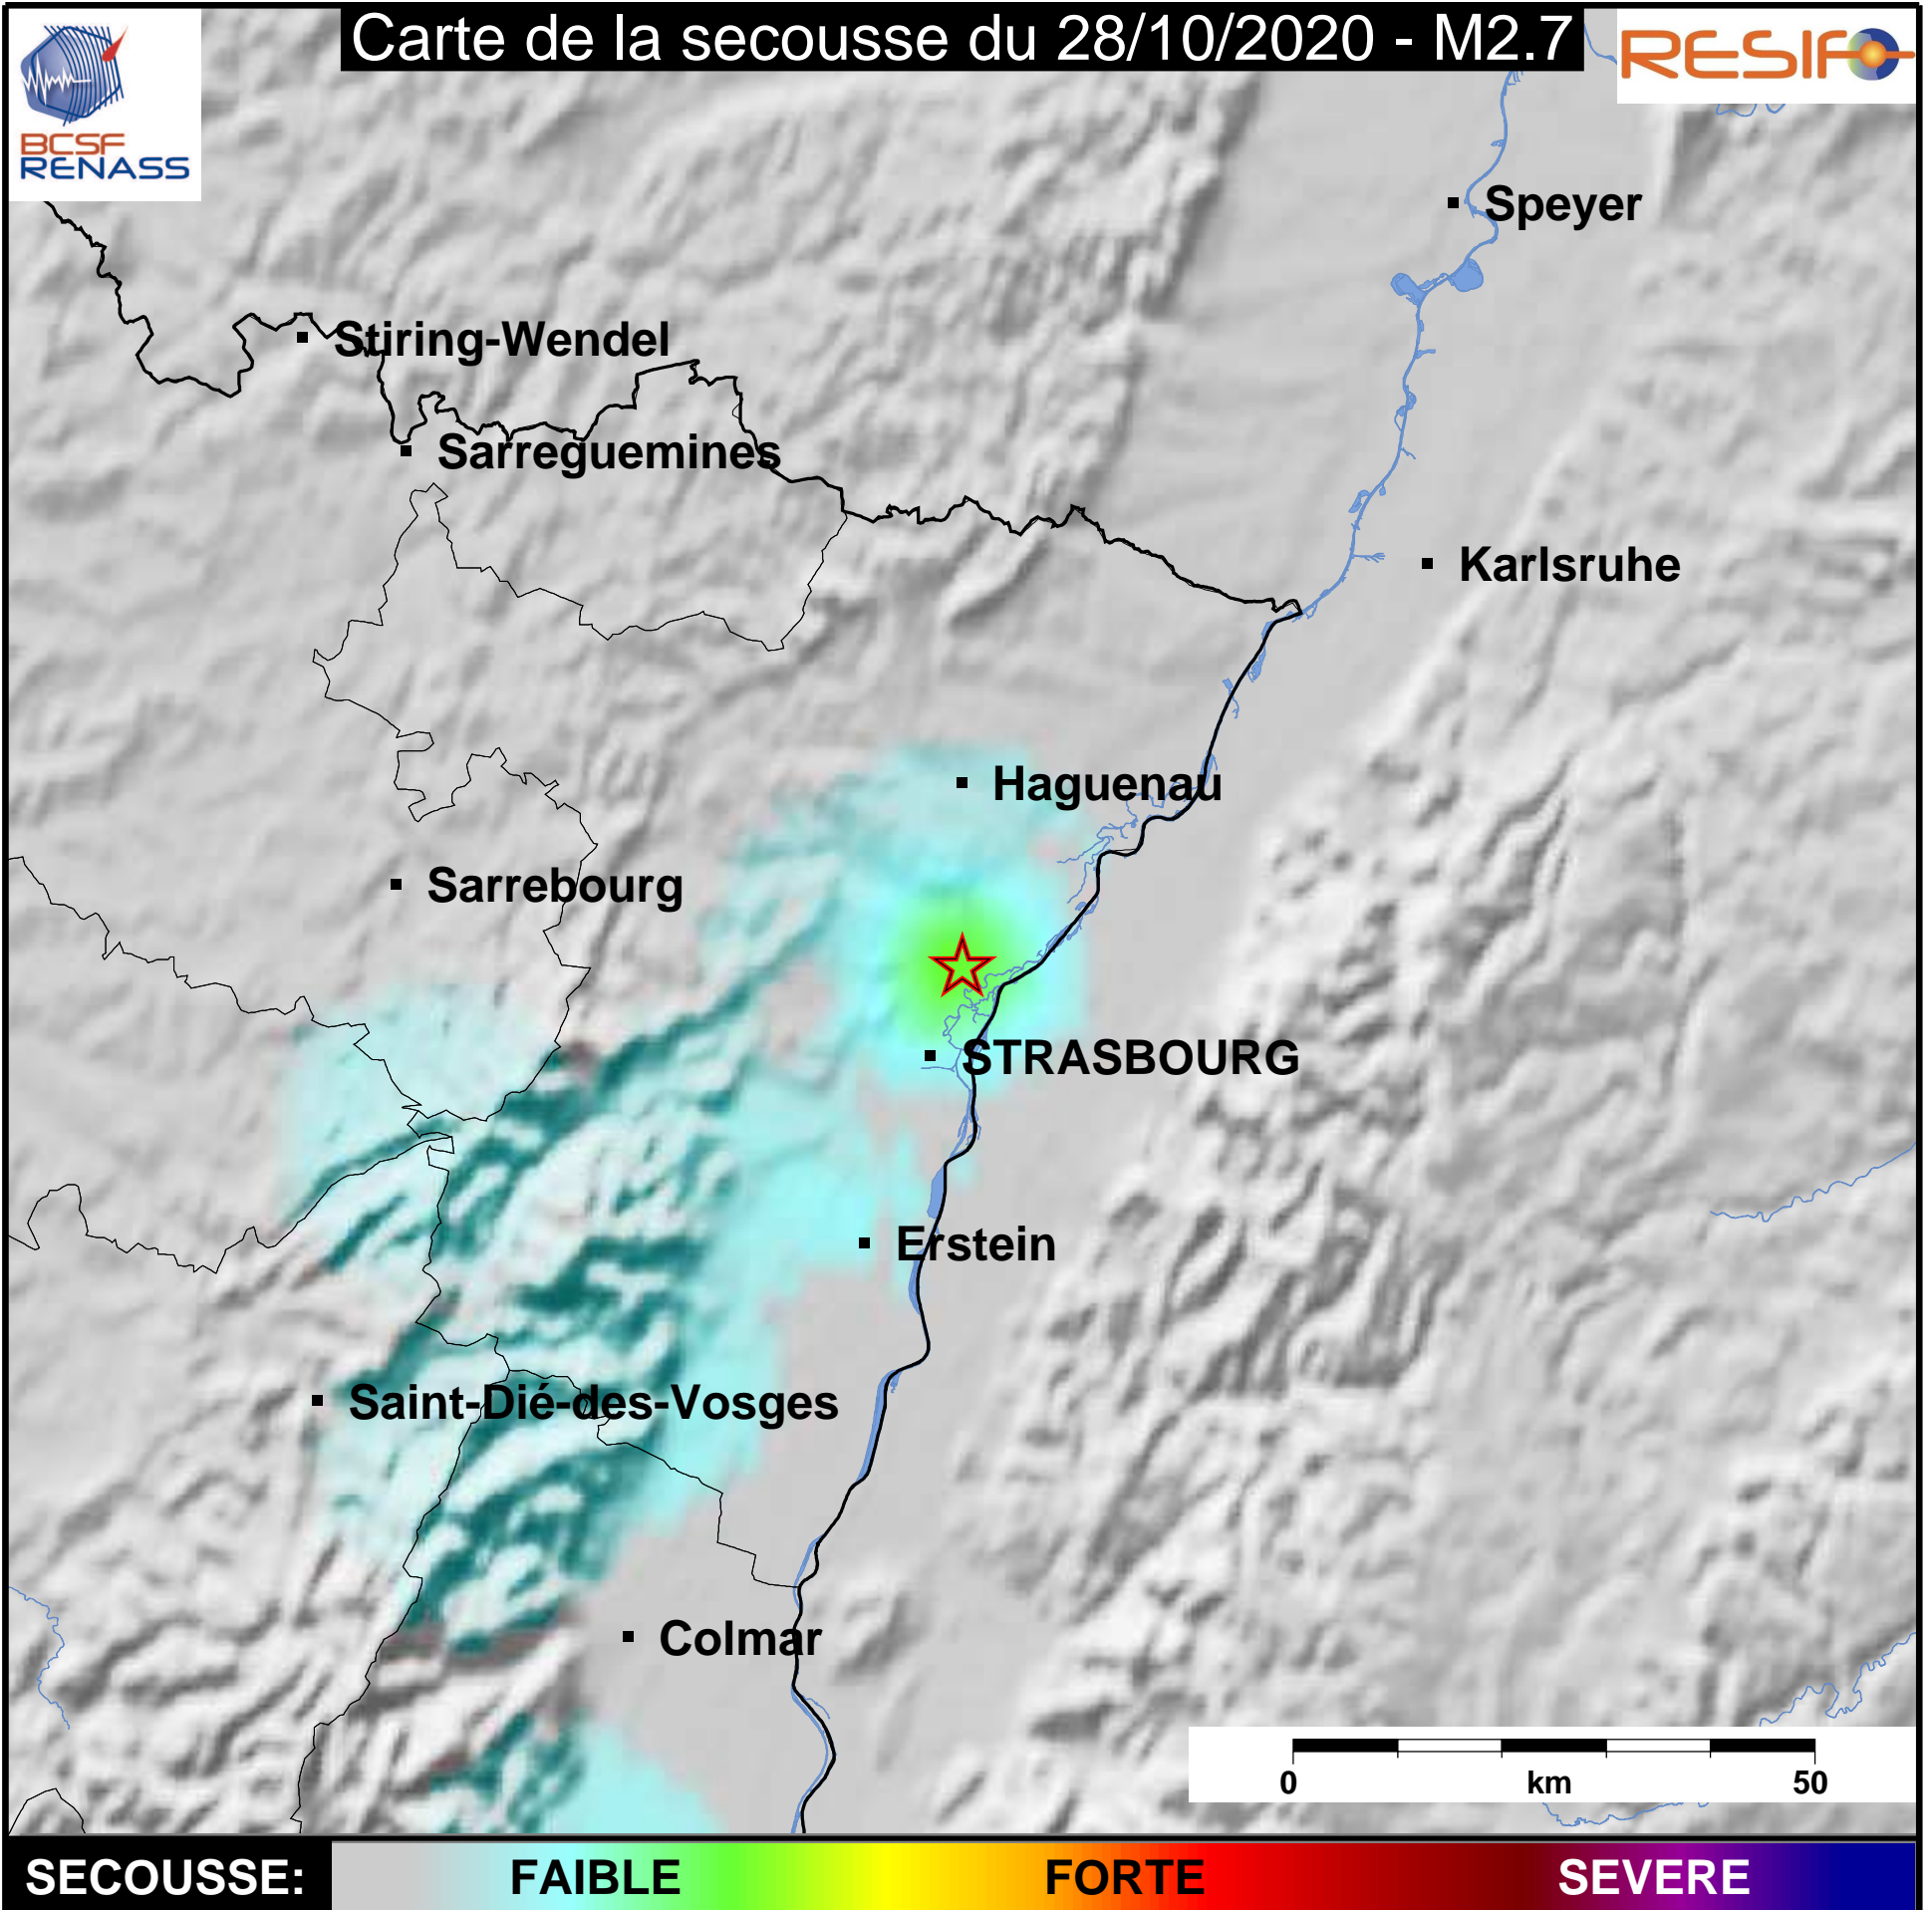 Carte de la secousse du 28/10/2020 - M2.7
BCSF
RENASS
RESIF
Speyer
Stiring-Wendel
Sarreguemines
Karlsruhe
Haguenau
Sarrebourg
STRASBOURG
Erstein
Saint-Dié-des-Vosges
Colmar
0 km 50
SECOUSSE: FAIBLE FORTE SEVERE